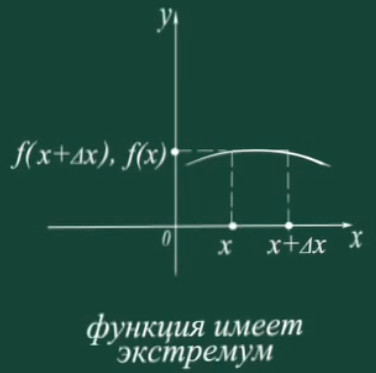 y
f(x+Δx), f(x)
0
x
x+Δx
x
функция имеет
экстремум